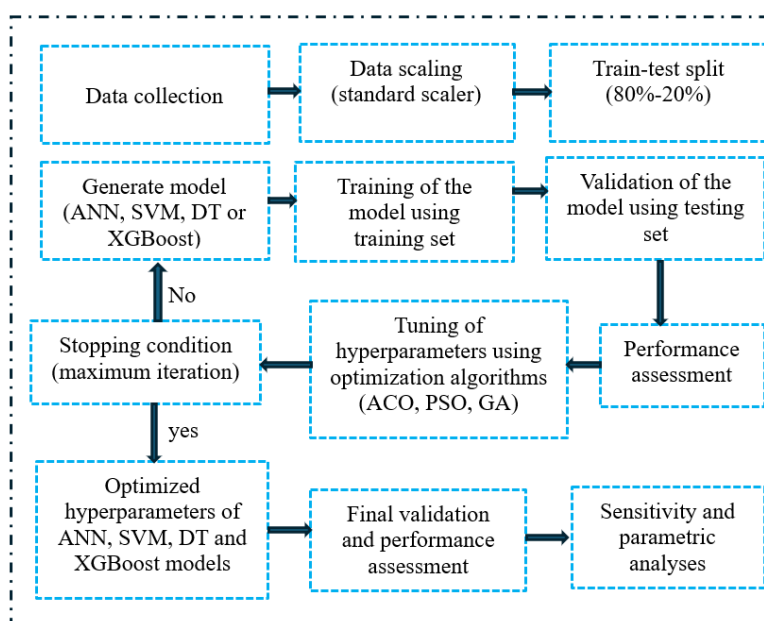 Data collection
Data scaling
(standard scaler)
Train-test split
(80%-20%)
Generate model
(ANN, SVM, DT or
XGBoost)
Training of the
model using
training set
Validation of the
model using testing
set
No
Stopping condition
(maximum iteration)
Tuning of
hyperparameters using
optimization algorithms
(ACO, PSO, GA)
Performance
assessment
yes
Optimized
hyperparameters of
ANN, SVM, DT and
XGBoost models
Final validation
and performance
assessment
Sensitivity and
parametric
analyses